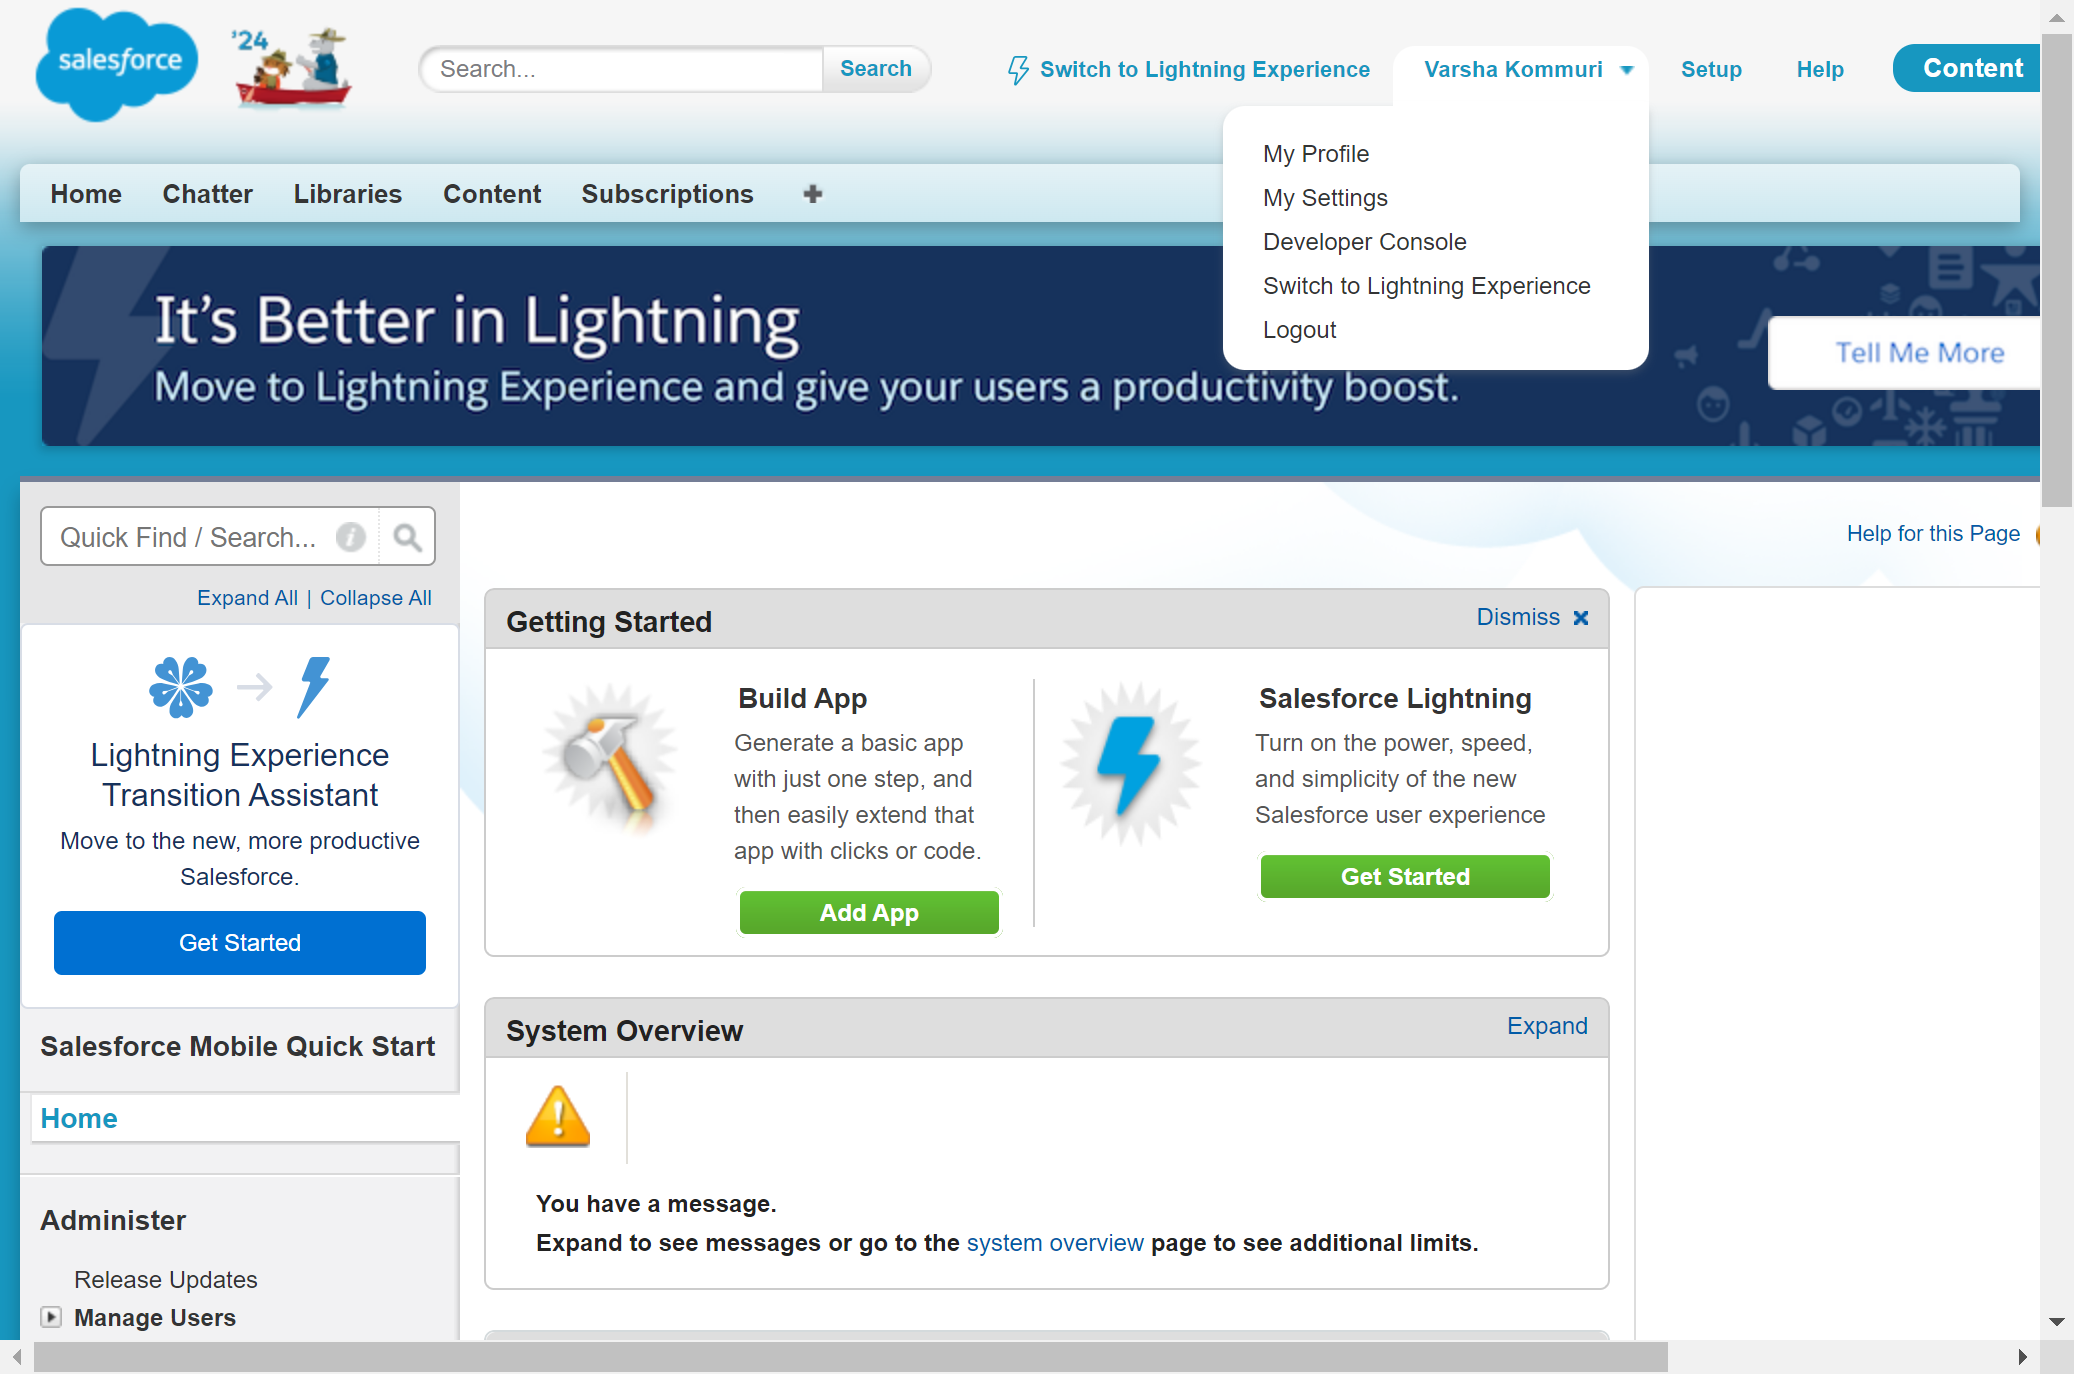 salesforce
'24
Search...
Search
Switch to Lightning Experience
Varsha Kommuri
Setup
Help
Content
My Profile
My Settings
Developer Console
Switch to Lightning Experience
Logout
Home
Chatter
Libraries
Content
Subscriptions
It's Better in Lightning
Move to Lightning Experience and give your users a productivity boost.
Tell Me More
Quick Find / Search...
Expand All | Collapse All
Lightning Experience
Transition Assistant
Move to the new, more productive
Salesforce.
Get Started
Salesforce Mobile Quick Start
Home
Administer
Release Updates
Manage Users
Help for this Page
Getting Started
Dismiss
Build App
Generate a basic app
with just one step, and
then easily extend that
app with clicks or code.
Add App
Salesforce Lightning
Turn on the power, speed,
and simplicity of the new
Salesforce user experience
Get Started
System Overview
Expand
You have a message.
Expand to see messages or go to the system overview page to see additional limits.